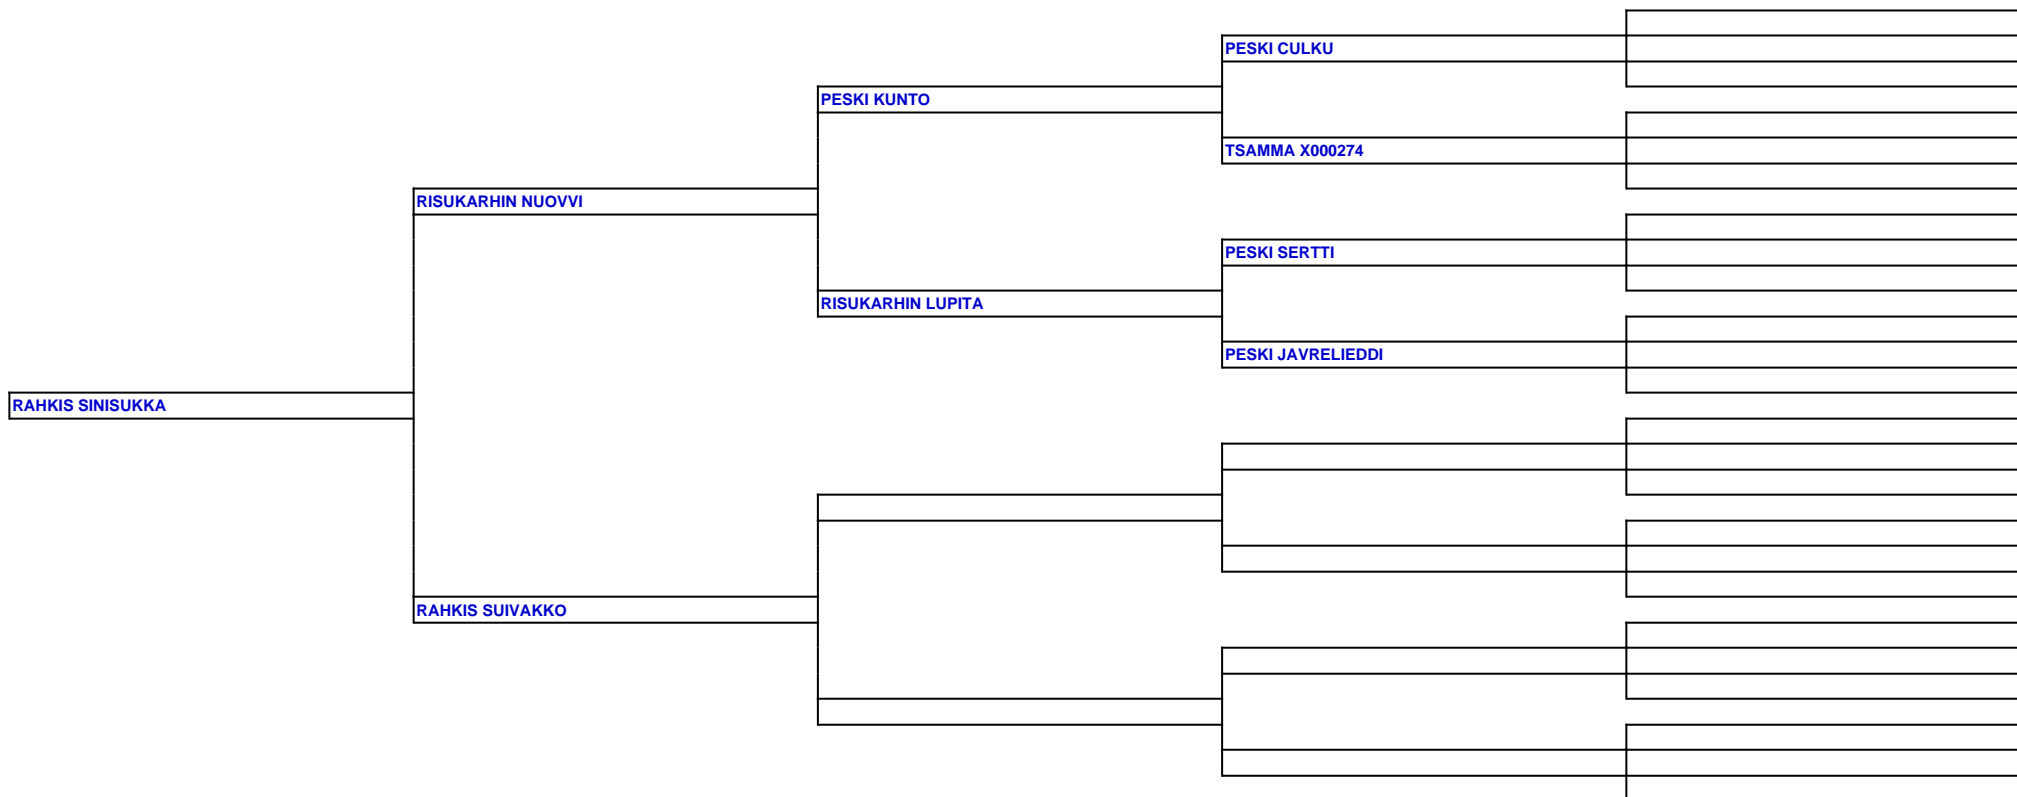 PESKI CULKU
PESKI KUNTO
TSAMMA X000274
RISUKARHIN NUOVVI
PESKI SERTTI
RISUKARHIN LUPITA
PESKI JAVRELIEDDI
RAHKIS SINISUKKA
RAHKIS SUIVAKKO